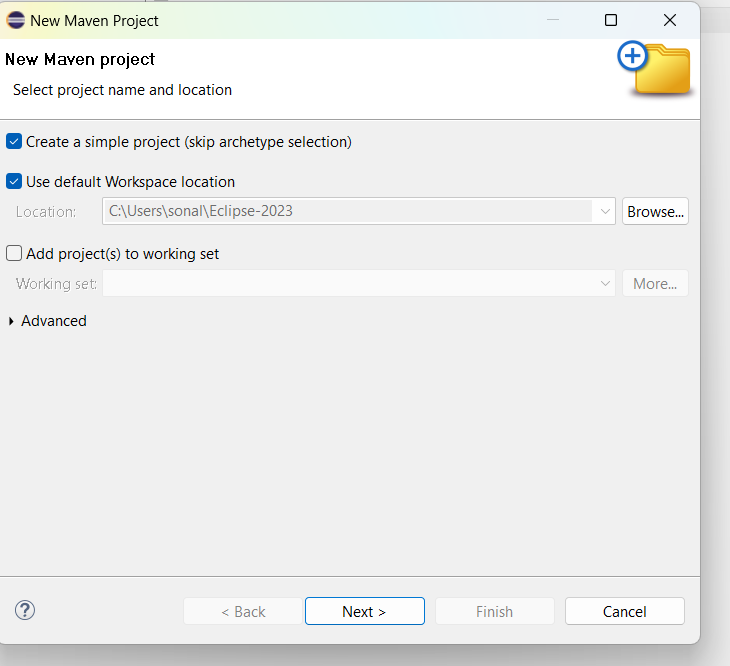 New Maven Project
New Maven project
Select project name and location
Create a simple project (skip archetype selection)
Use default Workspace location
Location: C:\Users\sonal\Eclipse-2023 Browse...
Add project(s) to working set
Working set: More...
Advanced
? < Back Next > Finish Cancel